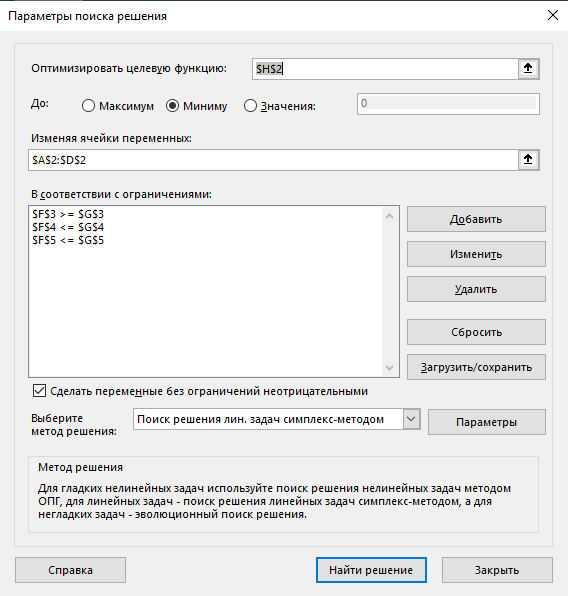 Параметры поиска решения
Оптимизировать целевую функцию: $H$2
До: Максимум Миниму Значения: 0
Изменяя ячейки переменных:
$A$2:$D$2
В соответствии с ограничениями:
$F$3 >= $G$3
$F$4 <= $G$4
$F$5 <= $G$5
Добавить
Изменить
Удалить
Сбросить
Загрузить/сохранить
Сделать переменные без ограничений неотрицательными
Выберите
метод решения: Поиск решения лин. задач симплекс-методом Параметры
Метод решения
Для гладких нелинейных задач используйте поиск решения нелинейных задач методом
ОПГ, для линейных задач - поиск решения линейных задач симплекс-методом, а для
негладких задач - эволюционный поиск решения.
Справка Найти решение Закрыть